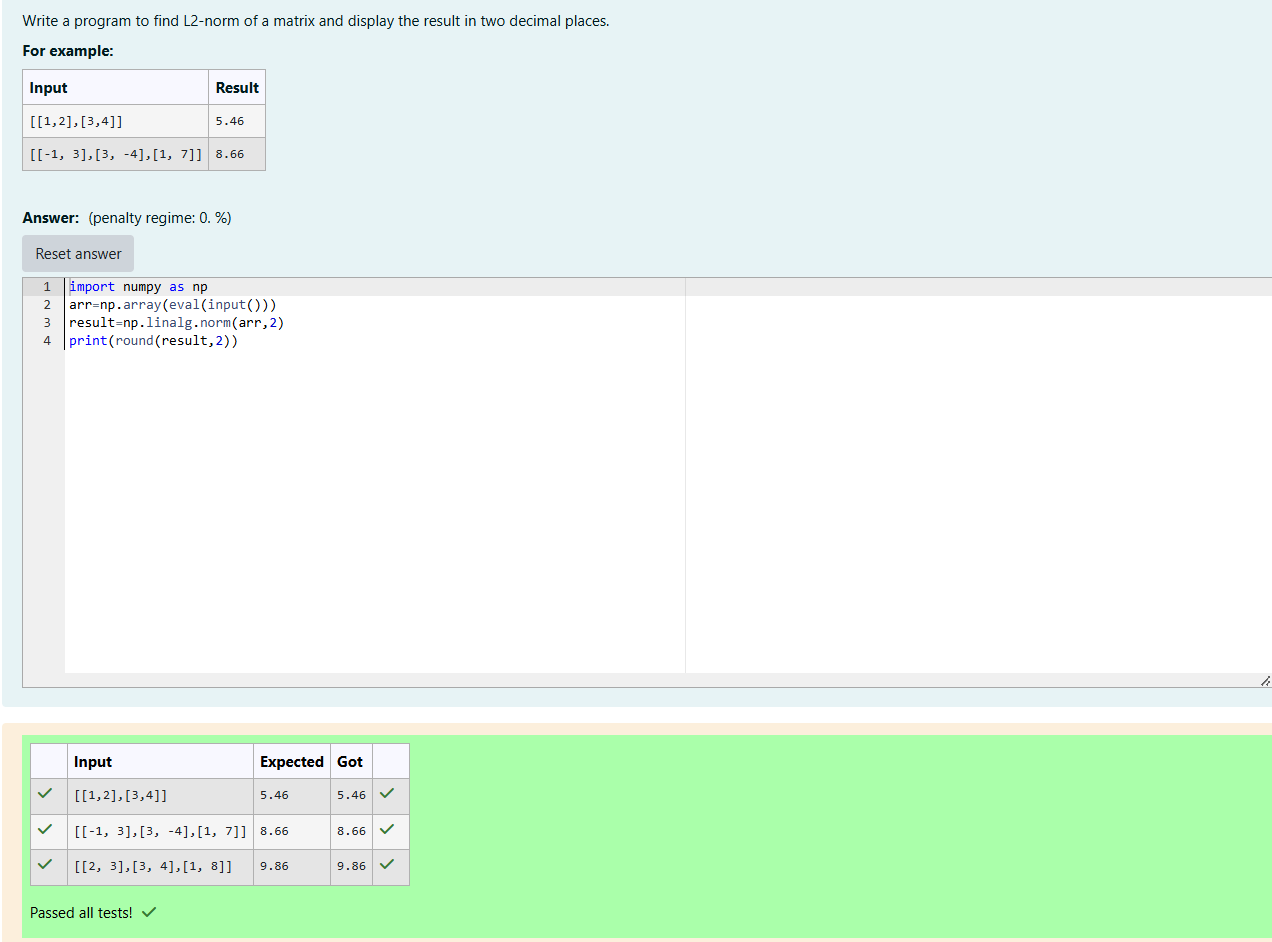 Write a program to find L2-norm of a matrix and display the result in two decimal places.
For example:
Input Result
[[1,2],[3,4]] 5.46
[[-1, 3],[3, -4],[1, 7]] 8.66
Answer: (penalty regime: 0. %)
Reset answer
1 import numpy as np
2 arr=np.array(eval(input()))
3 result=np.linalg.norm(arr,2)
4 print(round(result,2))
Input Expected Got
[[1,2],[3,4]] 5.46 5.46
[[-1, 3],[3, -4],[1, 7]] 8.66 8.66
[[2, 3],[3, 4],[1, 8]] 9.86 9.86
Passed all tests!